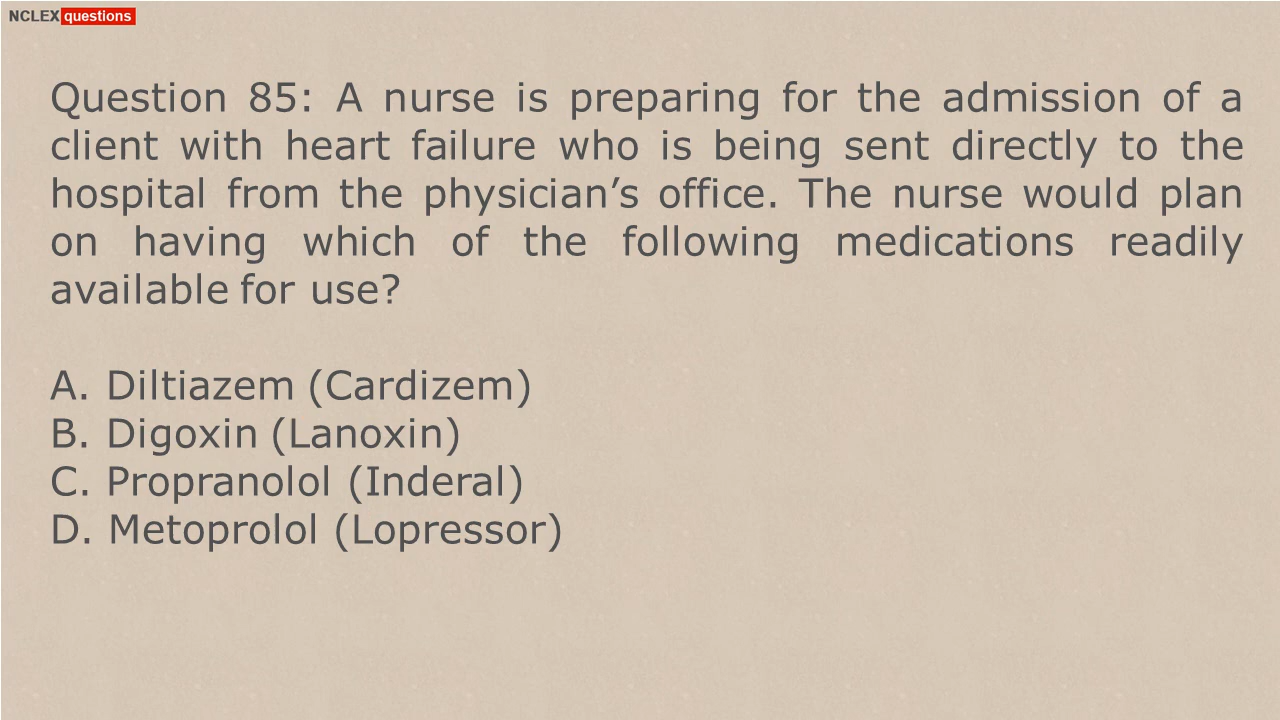 NCLEX questions
Question 85: A nurse is preparing for the admission of a
client with heart failure who is being sent directly to the
hospital from the physician’s office. The nurse would plan
on having which of the following medications readily
available for use?
A. Diltiazem (Cardizem)
B. Digoxin (Lanoxin)
C. Propranolol (Inderal)
D. Metoprolol (Lopressor)